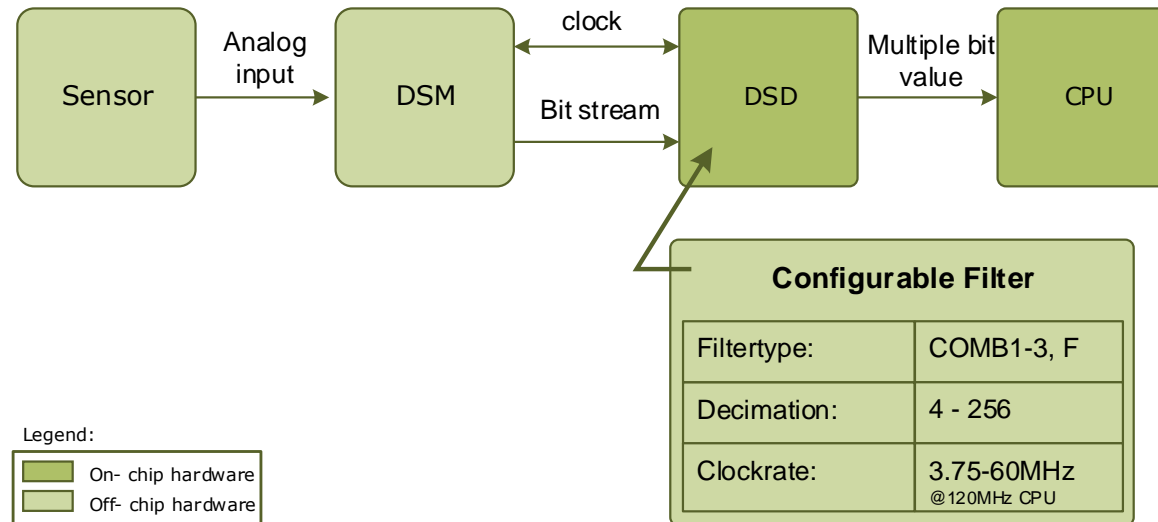 Sensor
Analog
input
DSM
clock
Bit stream
DSD
Multiple bit
value
CPU
Configurable Filter
Filtertype: COMB1-3, F
Decimation: 4 - 256
Clockrate: 3.75-60MHz
@120MHz CPU
Legend:
On- chip hardware
Off- chip hardware